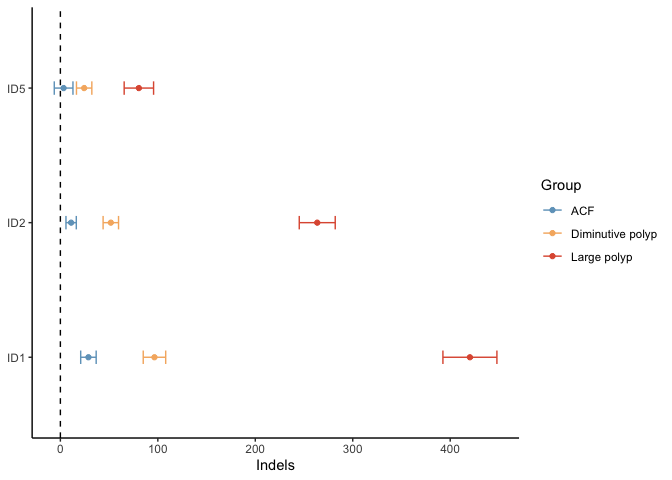 ID5
ID2
ID1
0 100 200 300 400
Indels
Group
ACF
Diminutive polyp
Large polyp